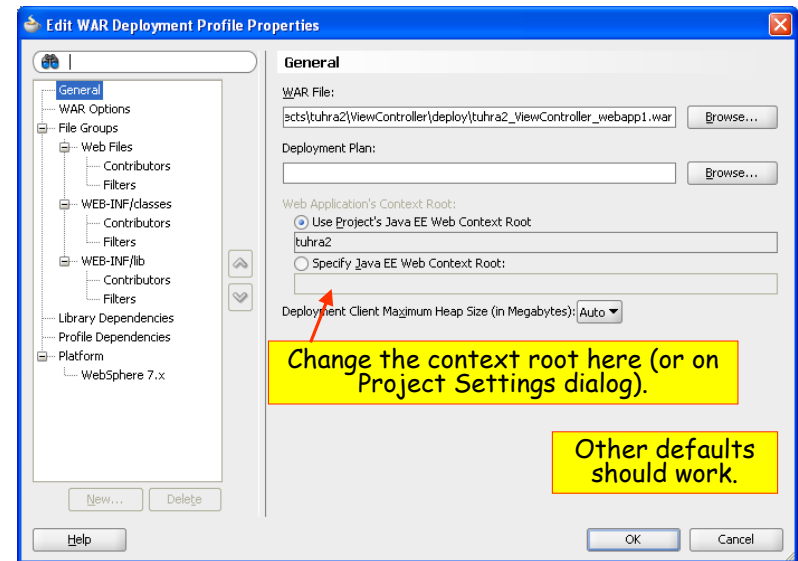 Edit WAR Deployment Profile Properties
General
WAR Options
File Groups
Web Files
Contributors
Filters
WEB-INF/classes
Contributors
Filters
WEB-INF/lib
Contributors
Filters
Library Dependencies
Profile Dependencies
Platform
WebSphere 7.x
New...
Delete
General
WAR File:
ects\tuhra2\ViewController\deploy\tuhra2_ViewController_webapp1.war
Browse...
Deployment Plan:
Browse...
Web Application's Context Root:
Use Project's Java EE Web Context Root
tuhra2
Specify Java EE Web Context Root:
Deployment Client Maximum Heap Size (in Megabytes):
Auto
Change the context root here (or on
Project Settings dialog).
Other defaults
should work.
Help
OK
Cancel